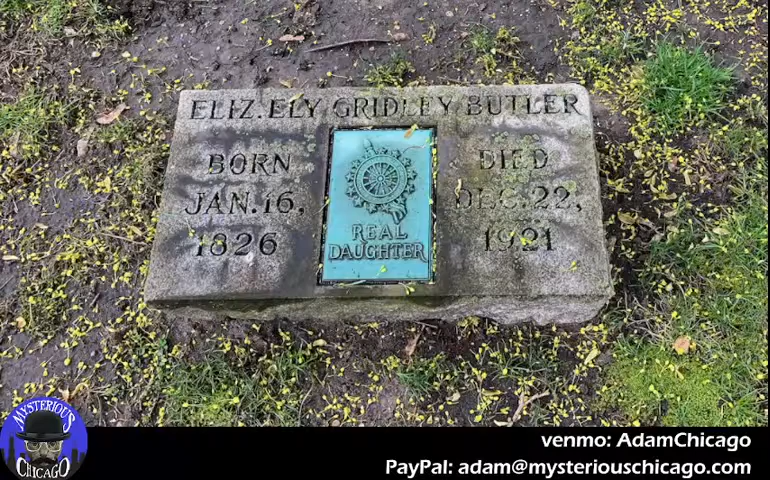 ELIZ. ELY GRIDLEY BUTLER
BORN
JAN. 16,
1826
REAL
DAUGHTER
DIED
DEC. 22,
1921
MYSTERIOUS
CHICAGO
venmo: AdamChicago
PayPal: adam@mysteriouschicago.com